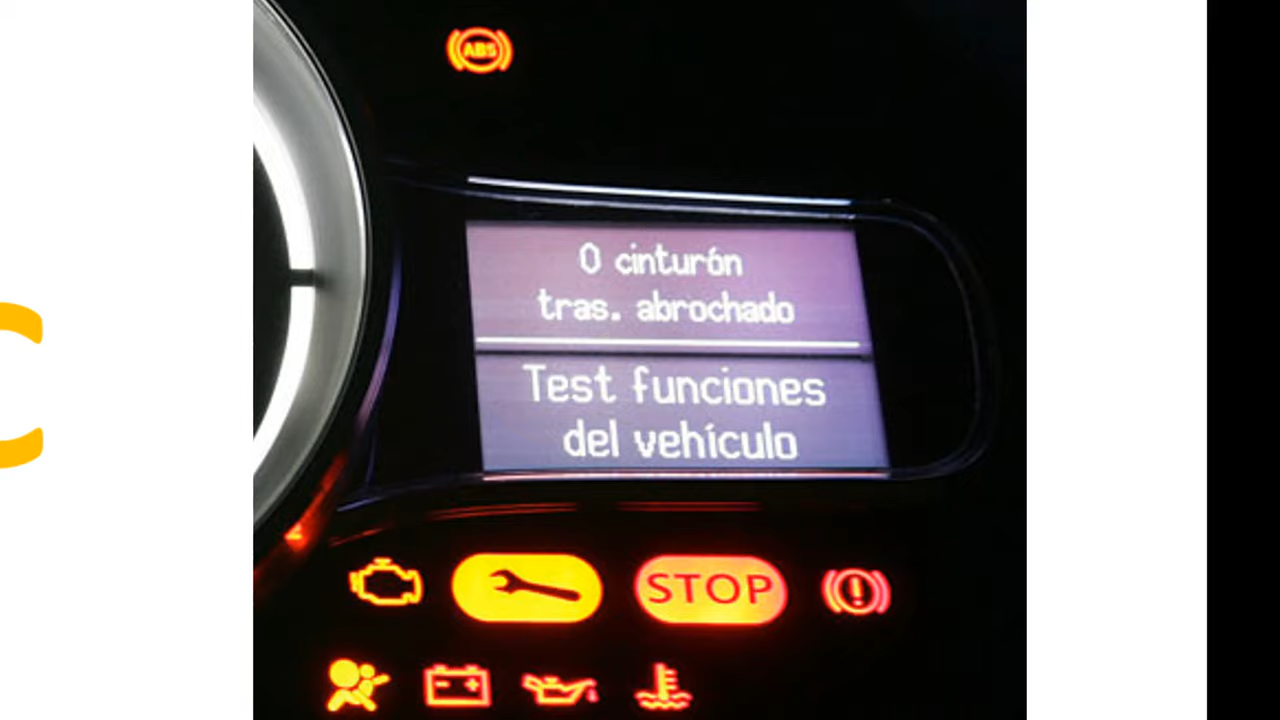 ABS
0 cinturón
tras. abrochado
Test funciones
del vehículo
STOP